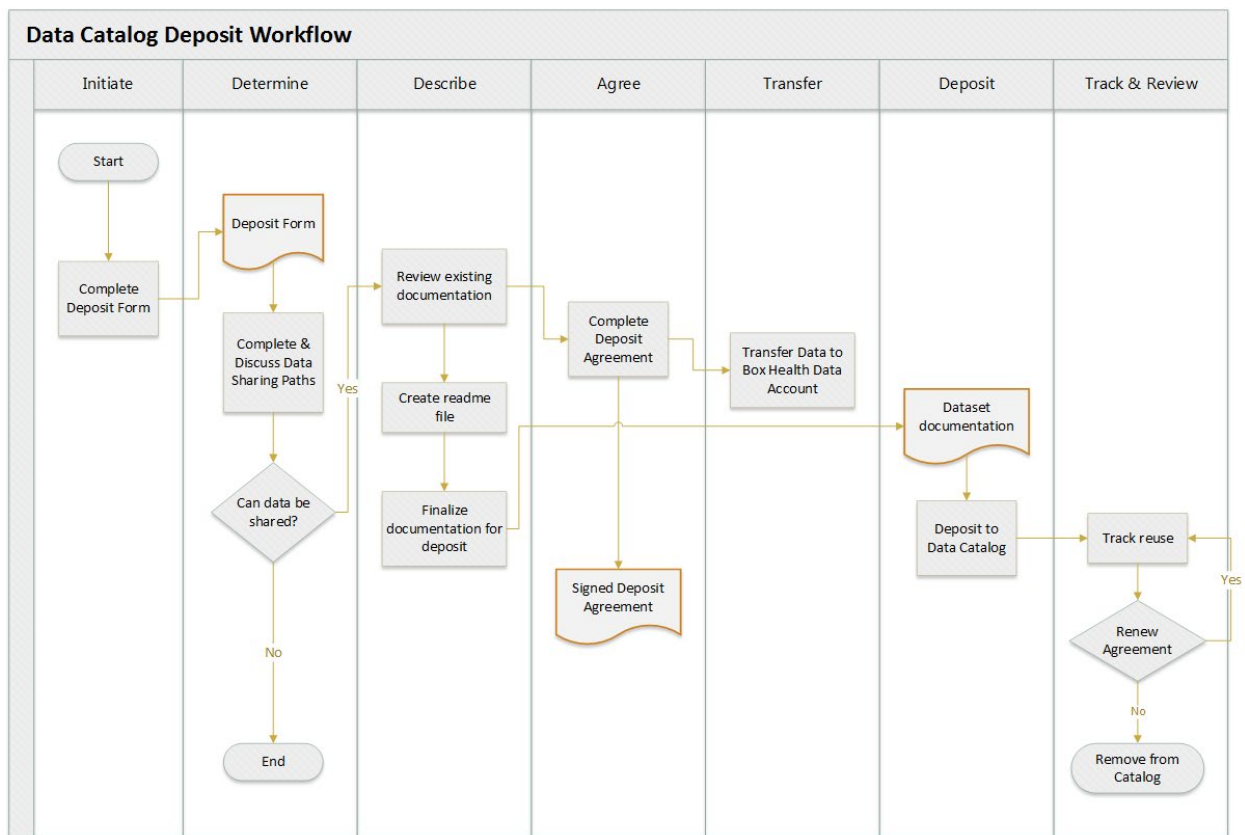 Data Catalog Deposit Workflow
Initiate
Determine
Describe
Agree
Transfer
Deposit
Track & Review
Start
Complete
Deposit Form
Deposit Form
Complete &
Discuss Data
Sharing Paths
Can data be
shared?
Yes
No
End
Review existing
documentation
Create readme
file
Finalize
documentation for
deposit
Complete
Deposit
Agreement
Signed Deposit
Agreement
Transfer Data to
Box Health Data
Account
Dataset
documentation
Deposit to
Data Catalog
Track reuse
Yes
Renew
Agreement
No
Remove from
Catalog